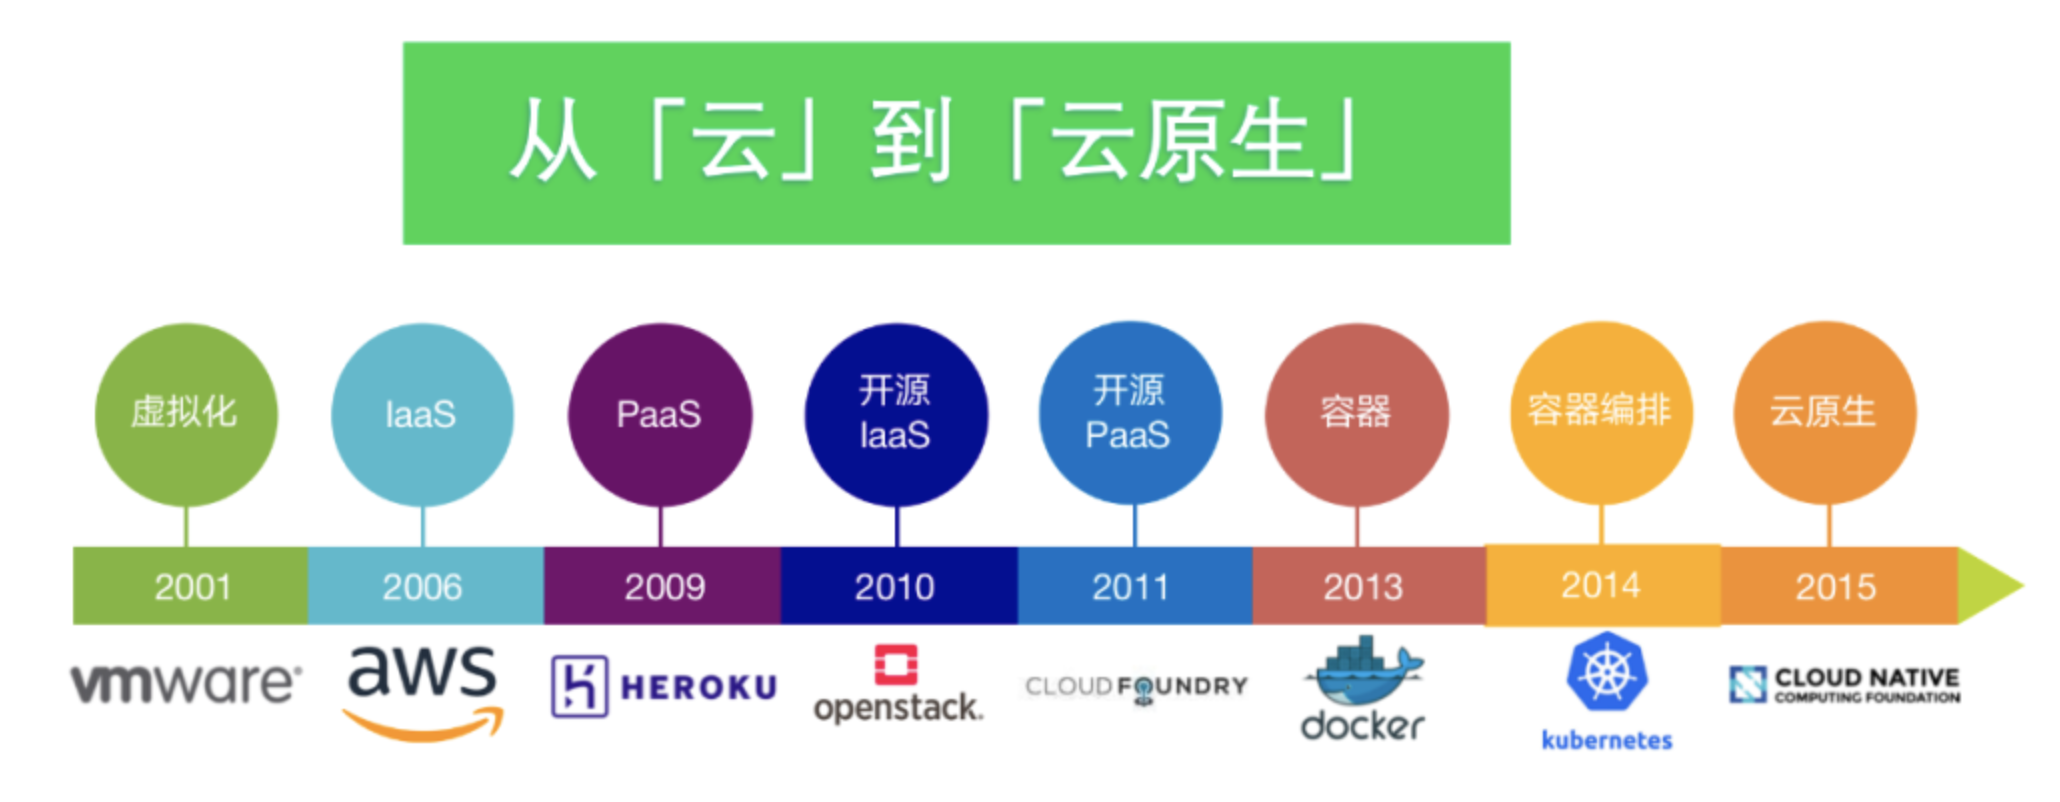 从「云」到「云原生」
虚拟化
IaaS
PaaS
开源
IaaS
开源
PaaS
容器
容器编排
云原生
2001
2006
2009
2010
2011
2013
2014
2015
vmware
aws
HEROKU
openstack.
CLOUD FOUNDRY
docker
kubernetes
CLOUD NATIVE
COMPUTING FOUNDATION